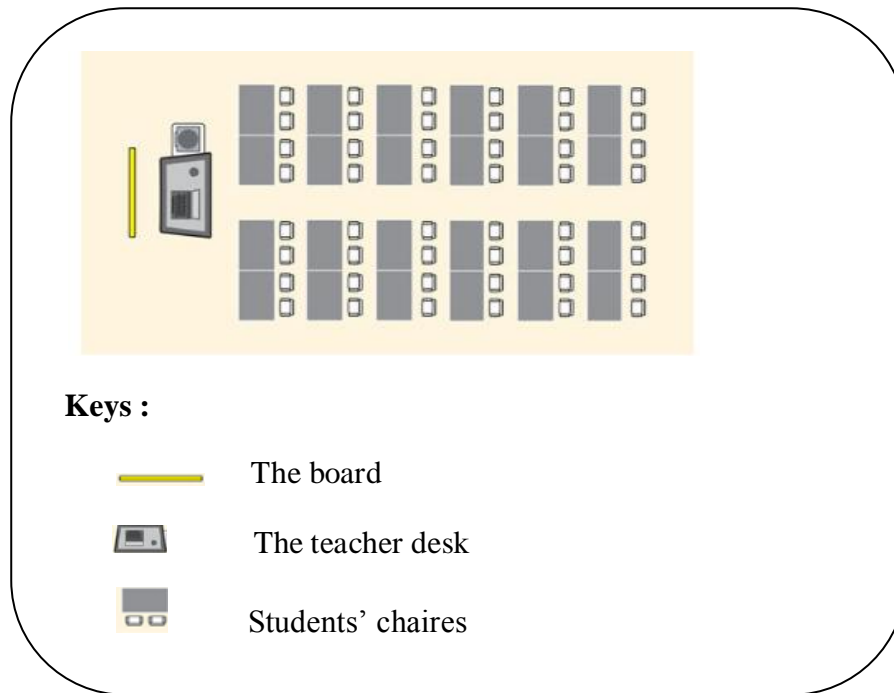 Keys :
The board
The teacher desk
Students’ chaires